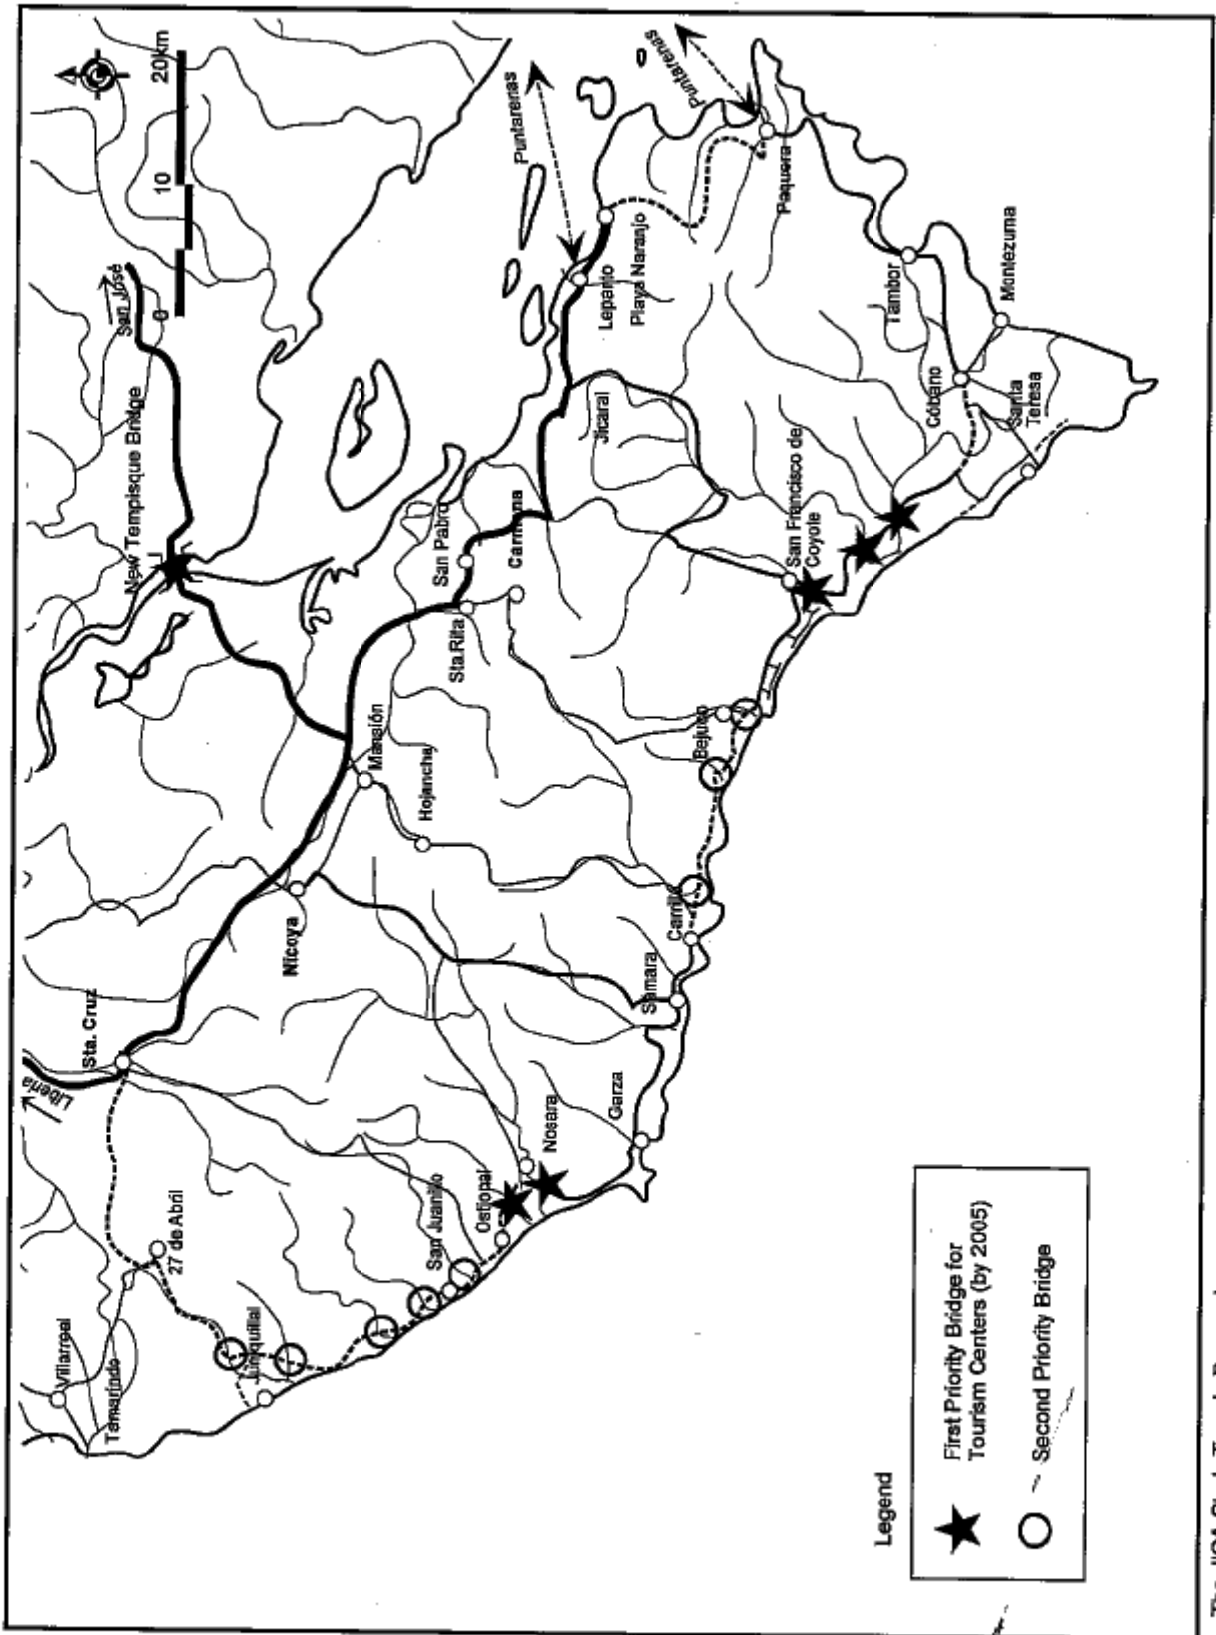 Liberia
Villarreal
Tamarindo
27 de Abril
Sta. Cruz
Junquillal
San Juanillo
Ostional
Nosara
Garza
Samara
Carrillo
Nicoya
Hojancha
Mansión
New Tempisque Bridge
San José
0
10
20km
Sta.Rita
San Pabro
Carmona
Bejuco
San Francisco de
Coyole
Jicaral
Lepanto
Playa Naranjo
Puntarenas
Puntarenas
Paquera
Tambor
Cóbano
Montezuma
Santa
Teresa
Legend
First Priority Bridge for
Tourism Centers (by 2005)
Second Priority Bridge